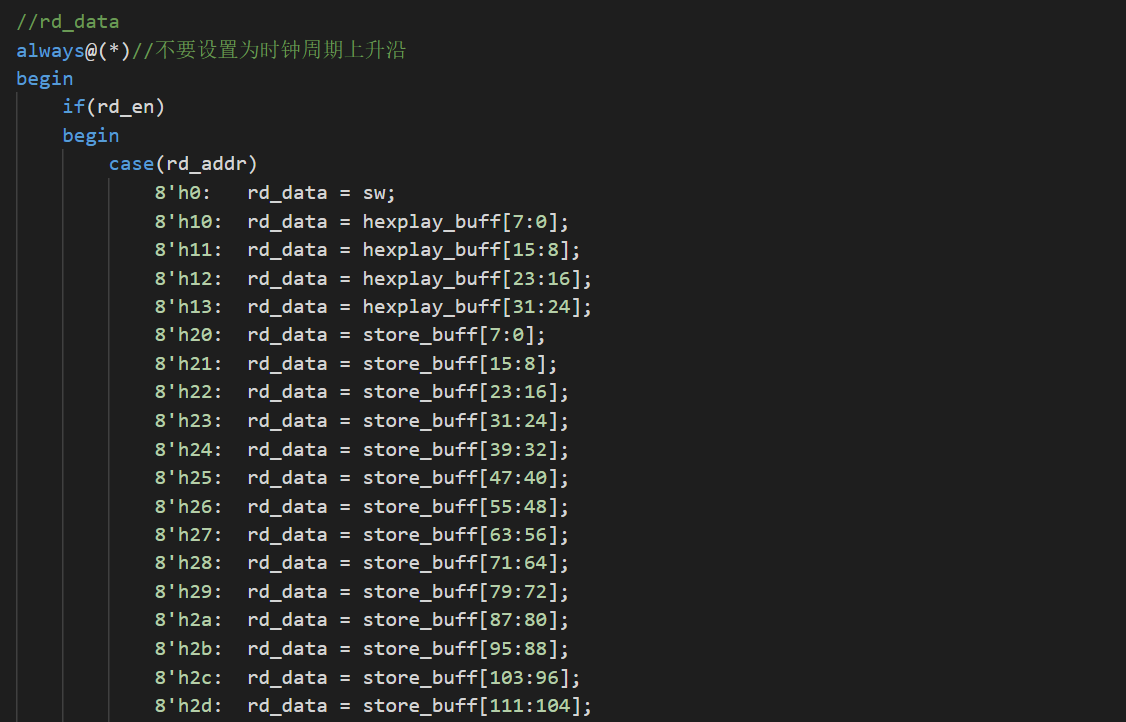 //rd_data
always@(*)//不要设置为时钟周期上升沿
begin
    if(rd_en)
    begin
        case(rd_addr)
            8'h0:   rd_data = sw;
            8'h10:  rd_data = hexplay_buff[7:0];
            8'h11:  rd_data = hexplay_buff[15:8];
            8'h12:  rd_data = hexplay_buff[23:16];
            8'h13:  rd_data = hexplay_buff[31:24];
            8'h20:  rd_data = store_buff[7:0];
            8'h21:  rd_data = store_buff[15:8];
            8'h22:  rd_data = store_buff[23:16];
            8'h23:  rd_data = store_buff[31:24];
            8'h24:  rd_data = store_buff[39:32];
            8'h25:  rd_data = store_buff[47:40];
            8'h26:  rd_data = store_buff[55:48];
            8'h27:  rd_data = store_buff[63:56];
            8'h28:  rd_data = store_buff[71:64];
            8'h29:  rd_data = store_buff[79:72];
            8'h2a:  rd_data = store_buff[87:80];
            8'h2b:  rd_data = store_buff[95:88];
            8'h2c:  rd_data = store_buff[103:96];
            8'h2d:  rd_data = store_buff[111:104];